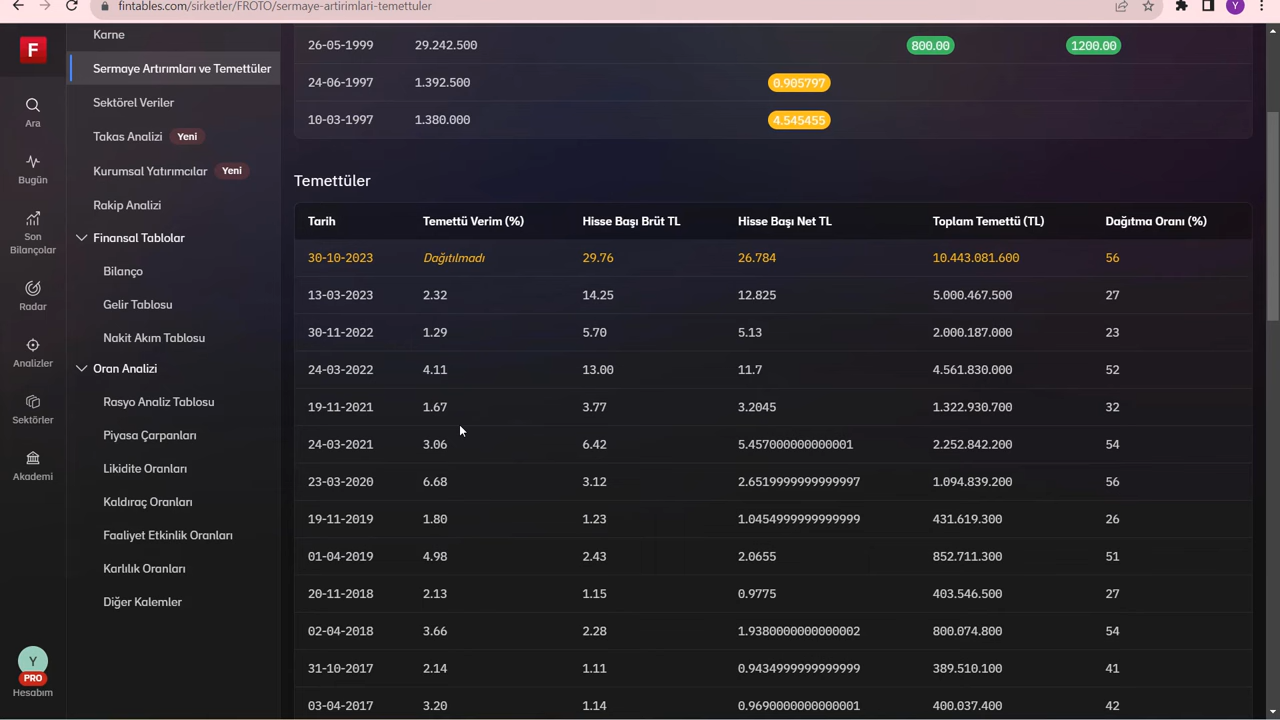 fintables.com/sirketler/FROTO/sermaye-artirimlari-temettuler
Y
F
Ara
Bugün
Son
Bilançolar
Radar
Analizler
Sektörler
Akademi
Y
PRO
Hesabım
Karne
Sermaye Artırımları ve Temettüler
Sektörel Veriler
Takas Analizi Yeni
Kurumsal Yatırımcılar Yeni
Rakip Analizi
Finansal Tablolar
Bilanço
Gelir Tablosu
Nakit Akım Tablosu
Oran Analizi
Rasyo Analiz Tablosu
Piyasa Çarpanları
Likidite Oranları
Kaldıraç Oranları
Faaliyet Etkinlik Oranları
Karlılık Oranları
Diğer Kalemler
26-05-1999 29.242.500 800.00 1200.00
24-06-1997 1.392.500 0.905797
10-03-1997 1.380.000 4.545455
Temettüler
Tarih Temettü Verim (%) Hisse Başı Brüt TL Hisse Başı Net TL Toplam Temettü (TL) Dağıtma Oranı (%)
30-10-2023 Dağıtılmadı 29.76 26.784 10.443.081.600 56
13-03-2023 2.32 14.25 12.825 5.000.467.500 27
30-11-2022 1.29 5.70 5.13 2.000.187.000 23
24-03-2022 4.11 13.00 11.7 4.561.830.000 52
19-11-2021 1.67 3.77 3.2045 1.322.930.700 32
24-03-2021 3.06 6.42 5.457000000000001 2.252.842.200 54
23-03-2020 6.68 3.12 2.6519999999999997 1.094.839.200 56
19-11-2019 1.80 1.23 1.0454999999999999 431.619.300 26
01-04-2019 4.98 2.43 2.0655 852.711.300 51
20-11-2018 2.13 1.15 0.9775 403.546.500 27
02-04-2018 3.66 2.28 1.9380000000000002 800.074.800 54
31-10-2017 2.14 1.11 0.9434999999999999 389.510.100 41
03-04-2017 3.20 1.14 0.9690000000000001 400.037.400 42